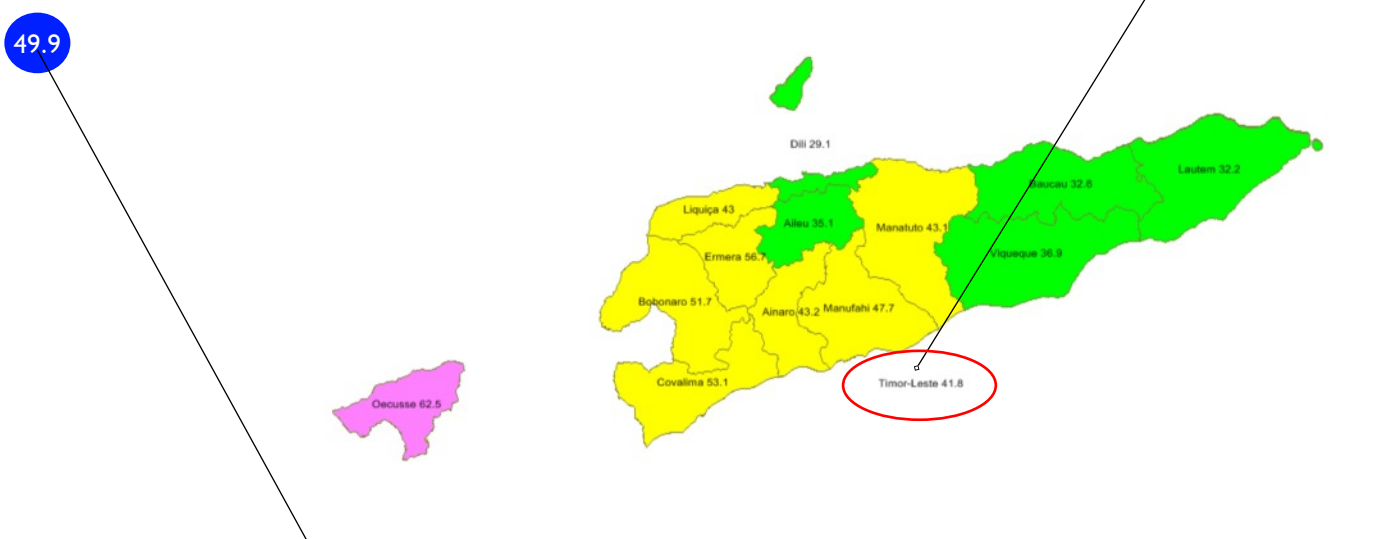 49.9
Dili 29.1
Lautem 32.2
Baucau 32.8
Liquiça 43
Aileu 35.1
Manatuto 43.1
Ermera 56.7
Viqueque 36.9
Bobonaro 51.7
Ainaro 43.2
Manufahi 47.7
Covalima 53.1
Timor-Leste 41.8
Oecusse 62.5